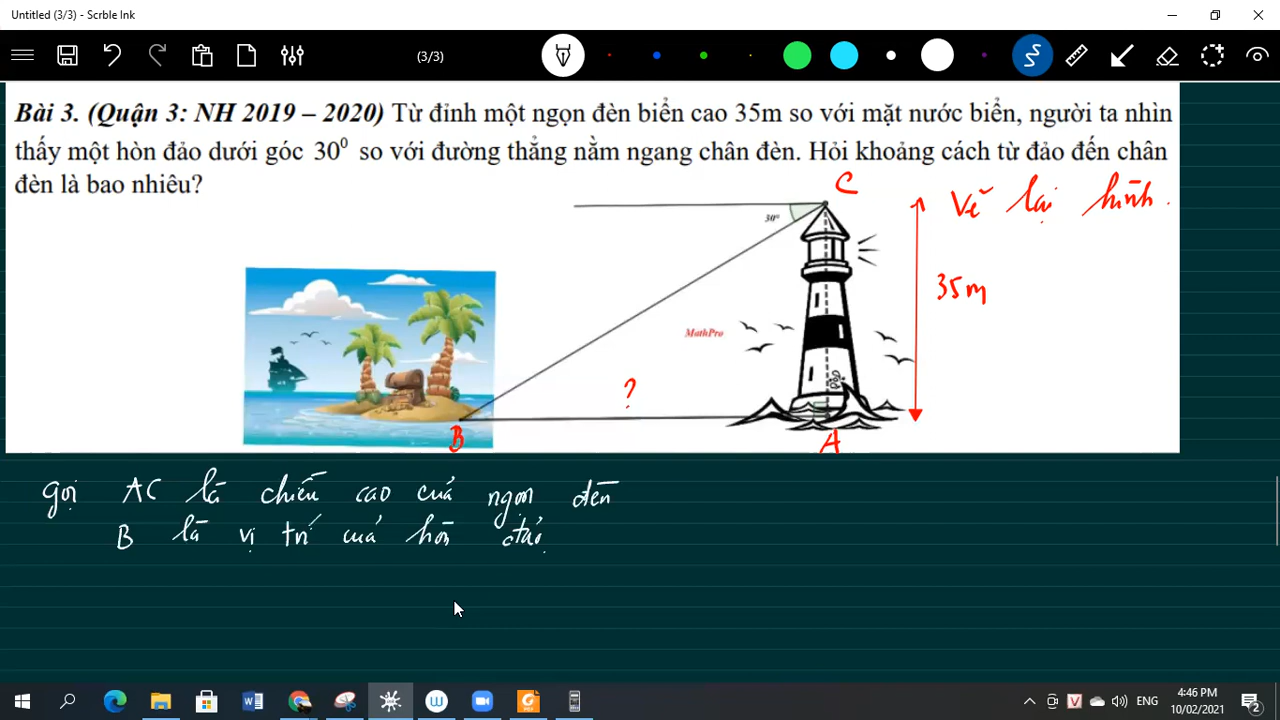 Untitled (3/3) - Scrble Ink
(3/3)
Bài 3. (Quận 3: NH 2019 – 2020) Từ đỉnh một ngọn đèn biển cao 35m so với mặt nước biển, người ta nhìn
thấy một hòn đảo dưới góc 30⁰ so với đường thẳng nằm ngang chân đèn. Hỏi khoảng cách từ đảo đến chân
đèn là bao nhiêu?
C
Vẽ lại hình.
30°
35m
MathPro
?
B
A
Gọi AC là chiều cao của ngọn đèn
B là vị trí của hòn đảo.
ENG
4:46 PM
10/02/2021
2